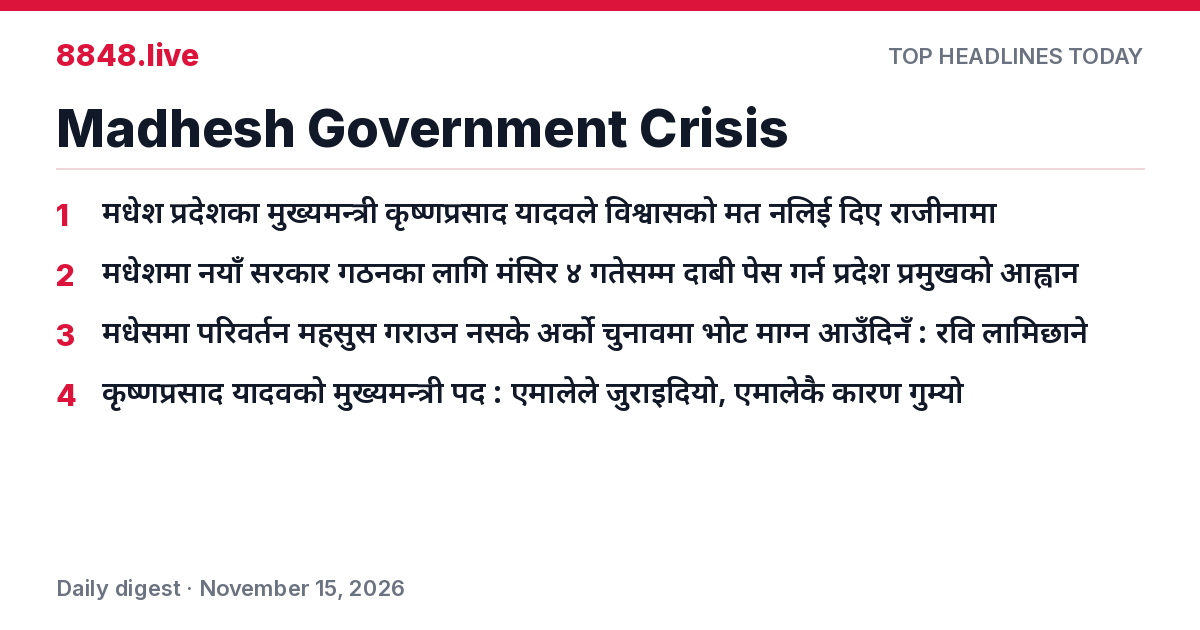 8848.live
TOP HEADLINES TODAY
Madhesh Government Crisis
1 मधेश प्रदेशका मुख्यमन्त्री कृष्णप्रसाद यादवले विश्वासको मत नलिई दिए राजीनामा
2 मधेशमा नयाँ सरकार गठनका लागि मंसिर ४ गतेसम्म दाबी पेस गर्न प्रदेश प्रमुखको आह्वान
3 मधेसमा परिवर्तन महसुस गराउन नसके अर्को चुनावमा भोट माग्न आउँदिनँ : रवि लामिछाने
4 कृष्णप्रसाद यादवको मुख्यमन्त्री पद : एमालेले जुराइदियो, एमालेकै कारण गुम्यो
Daily digest · November 15, 2026